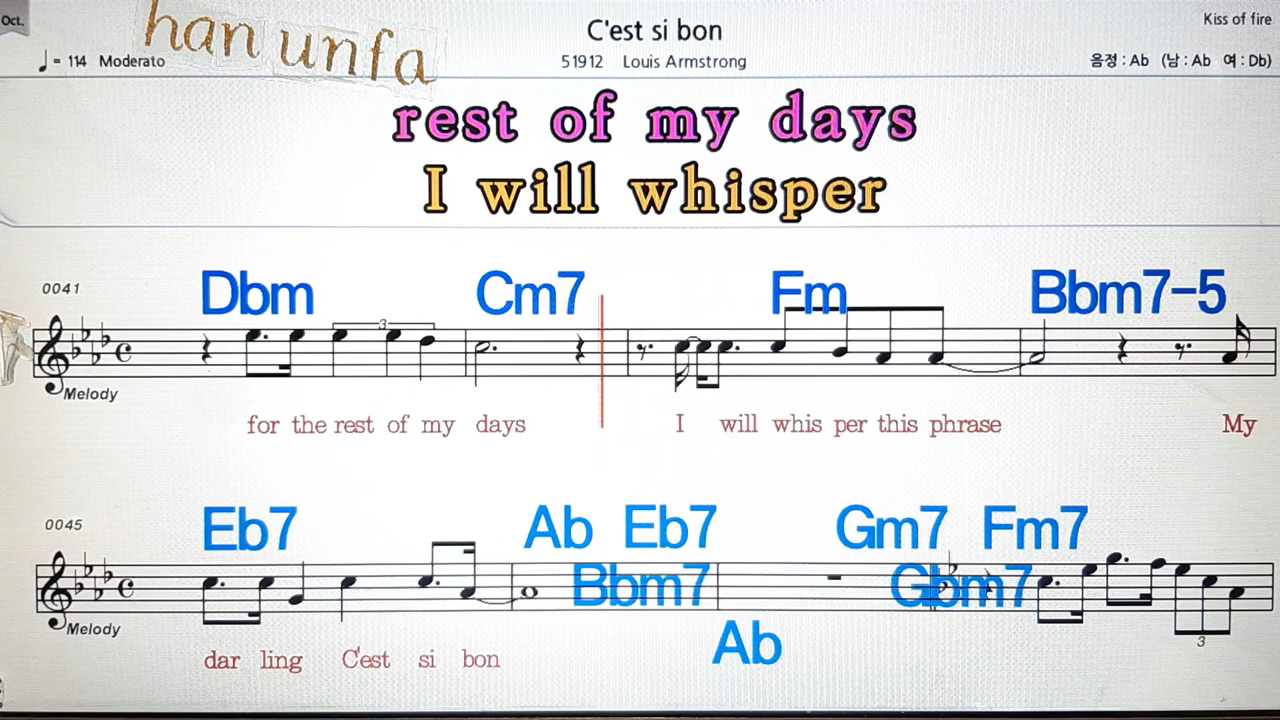 Oct.
han unfa
C'est si bon
Kiss of fire
= 114 Moderato
51912 Louis Armstrong
음정 : Ab (남 : Ab 여 : Db)
rest of my days
I will whisper
0041
Dbm Cm7 Fm Bbm7-5
3
Melody
for the rest of my days I will whis per this phrase My
0045
Eb7 Ab Eb7 Gm7 Fm7
Bbm7 Gbm7
Melody
Ab
3
dar ling C'est si bon